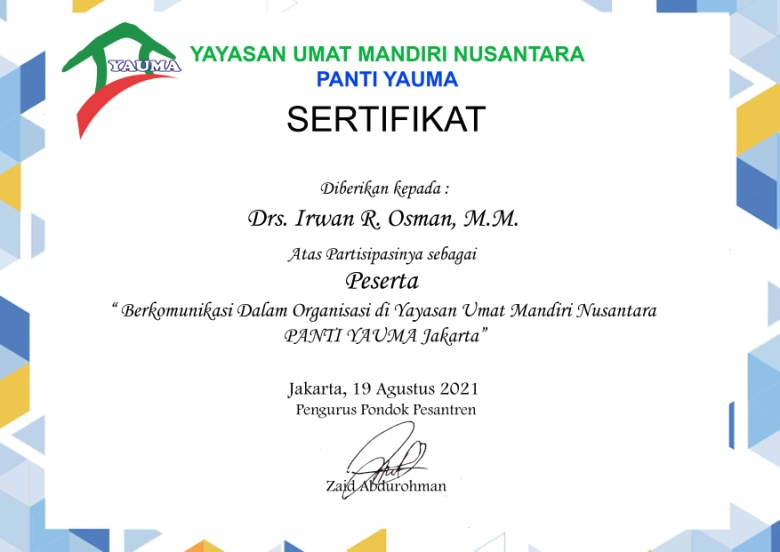 YAUMA
YAYASAN UMAT MANDIRI NUSANTARA
PANTI YAUMA
SERTIFIKAT
Diberikan kepada :
Drs. Irwan R. Osman, M.M.
Atas Partisipasinya sebagai
Peserta
“ Berkomunikasi Dalam Organisasi di Yayasan Umat Mandiri Nusantara
PANTI YAUMA Jakarta”
Jakarta, 19 Agustus 2021
Pengurus Pondok Pesantren
Zaid Abdurohman